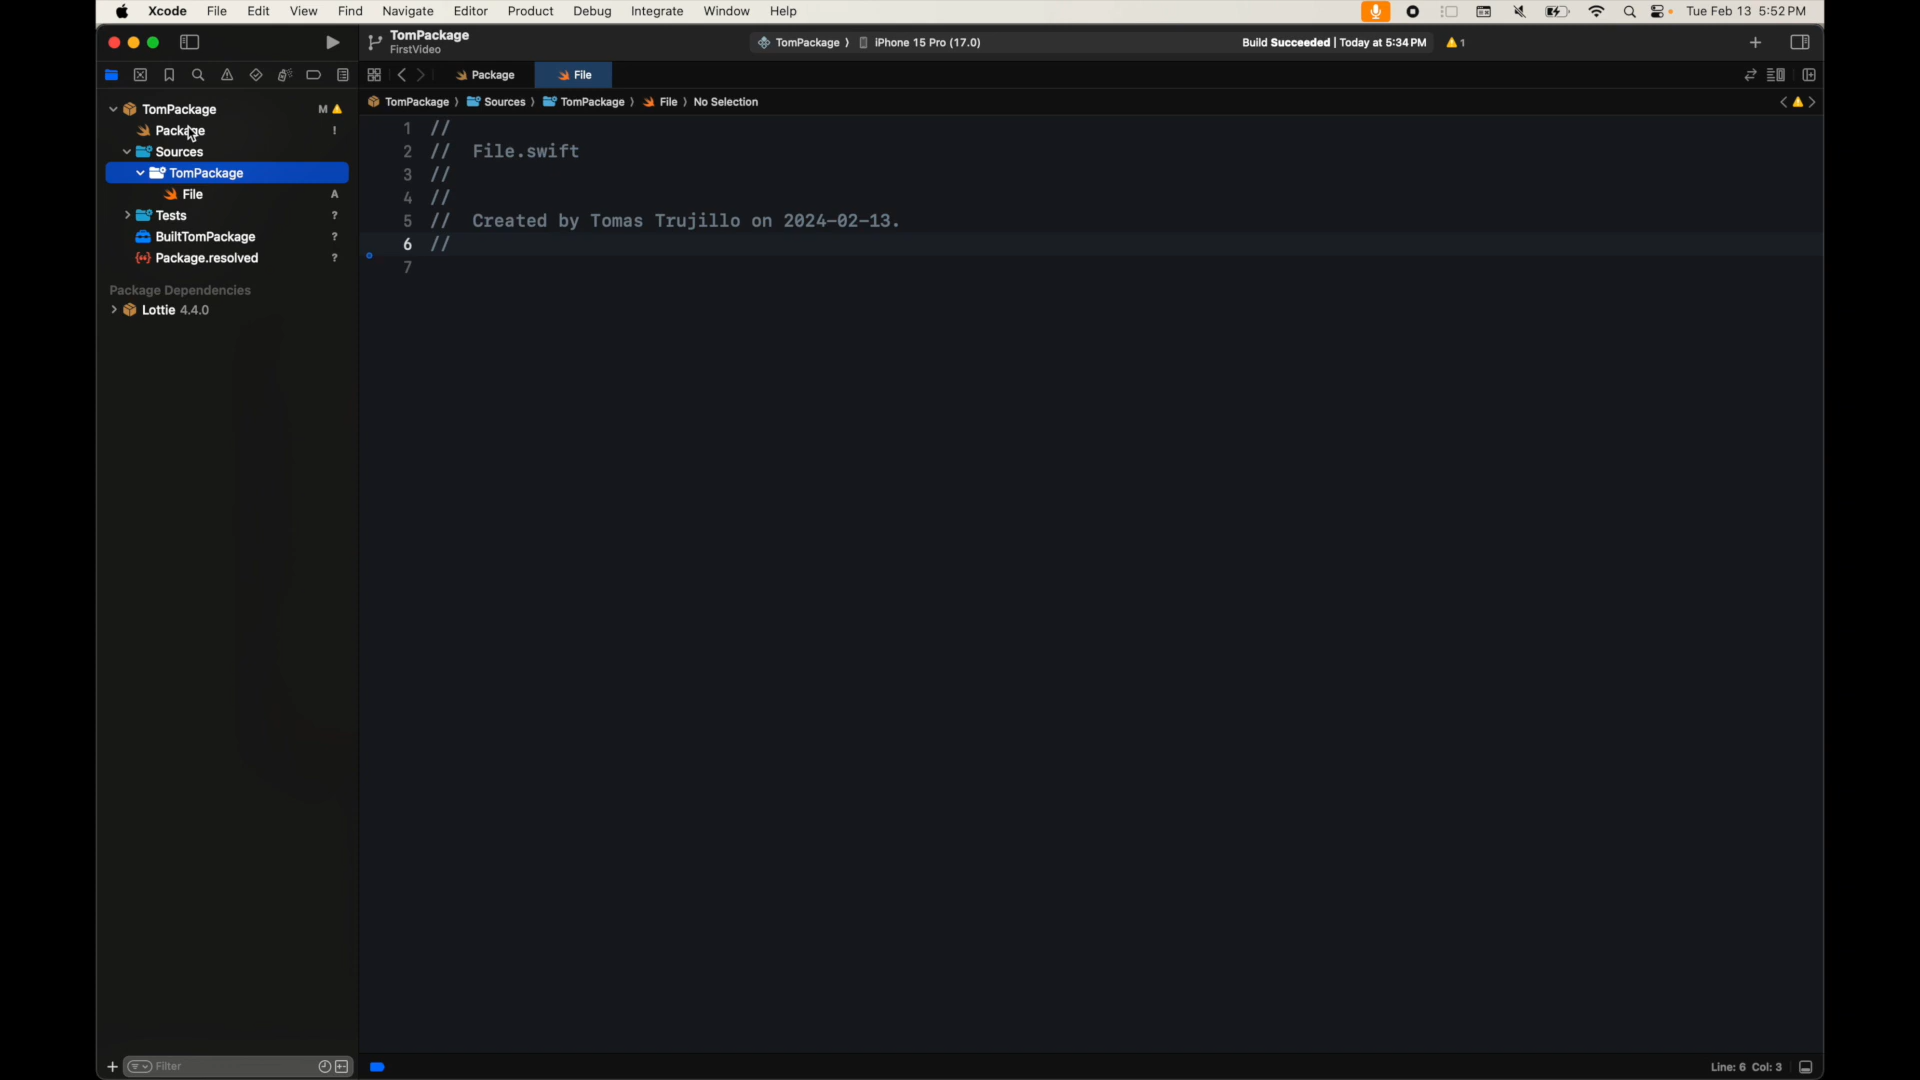 Xcode File Edit View Find Navigate Editor Product Debug Integrate Window Help Tue Feb 13 5:52 PM
TomPackage
FirstVideo
TomPackage iPhone 15 Pro (17.0) Build Succeeded | Today at 5:34 PM 1
Package File
TomPackage Sources TomPackage File No Selection
TomPackage M
Package !
Sources
TomPackage
File A
Tests ?
BuiltTomPackage ?
Package.resolved ?
Package Dependencies
Lottie 4.4.0
1 //
2 // File.swift
3 //
4 //
5 // Created by Tomas Trujillo on 2024-02-13.
6 //
7
Filter
Line: 6 Col: 3